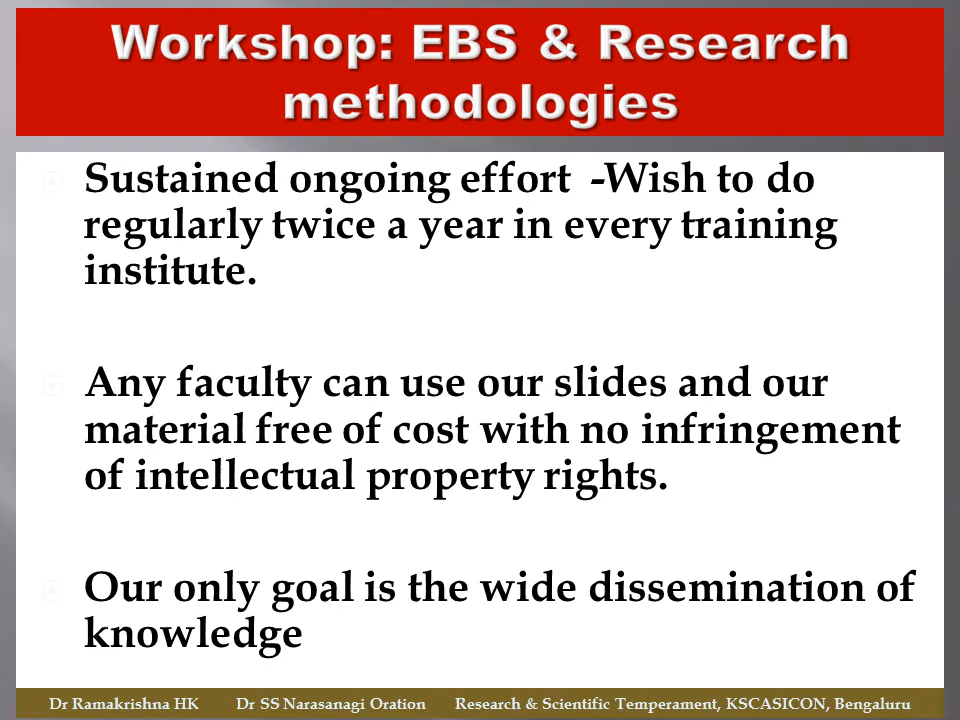 Workshop: EBS & Research
methodologies
Sustained ongoing effort -Wish to do
regularly twice a year in every training
institute.
Any faculty can use our slides and our
material free of cost with no infringement
of intellectual property rights.
Our only goal is the wide dissemination of
knowledge
Dr Ramakrishna HK Dr SS Narasanagi Oration Research & Scientific Temperament, KSCASICON, Bengaluru